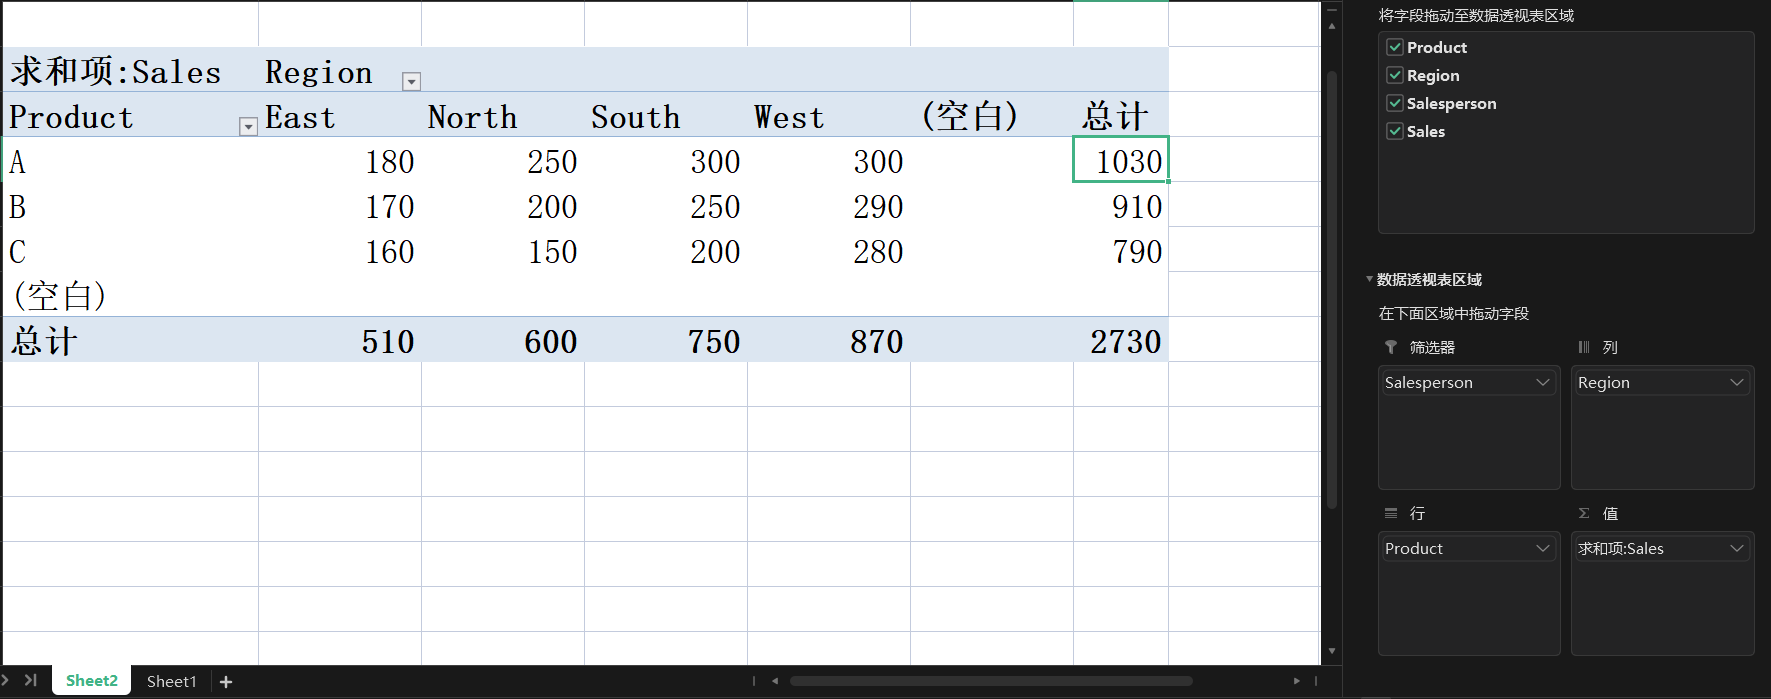 求和项:Sales Region
Product East North South West (空白) 总计
A 180 250 300 300 1030
B 170 200 250 290 910
C 160 150 200 280 790
(空白)
总计 510 600 750 870 2730
Sheet2 Sheet1 +
将字段拖动至数据透视表区域
Product
Region
Salesperson
Sales
数据透视表区域
在下面区域中拖动字段
筛选器 列
Salesperson Region
行 Σ 值
Product 求和项:Sales